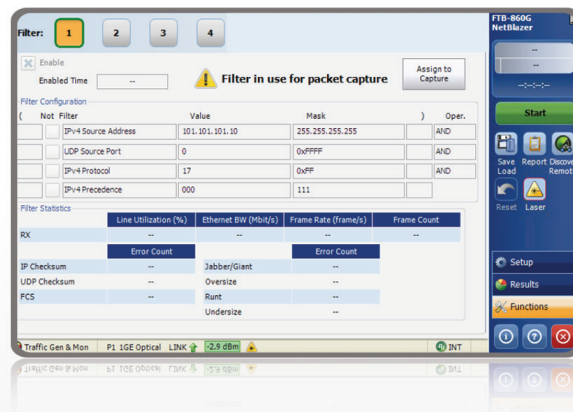 Filter: 1 2 3 4
FTB-860G
NetBlazer
Enable
Enabled Time --
Filter in use for packet capture
Assign to
Capture
--
--
--:--:--
Start
Filter Configuration
( Not Filter Value Mask ) Oper.
IPv4 Source Address 101.101.101.10 255.255.255.255 AND
UDP Source Port 0 0xFFFF AND
IPv4 Protocol 17 0xFF AND
IPv4 Precedence 000 111
Save
Load
Report
Discover
Remote
Reset Laser
Filter Statistics
Line Utilization (%) Ethernet BW (Mbit/s) Frame Rate (frame/s) Frame Count
RX -- -- -- --
Error Count Error Count
IP Checksum -- Jabber/Giant --
UDP Checksum -- Oversize --
FCS -- Runt --
Undersize --
Setup
Results
Functions
Traffic Gen & Mon P1 1GE Optical LINK -2.9 dBm INT